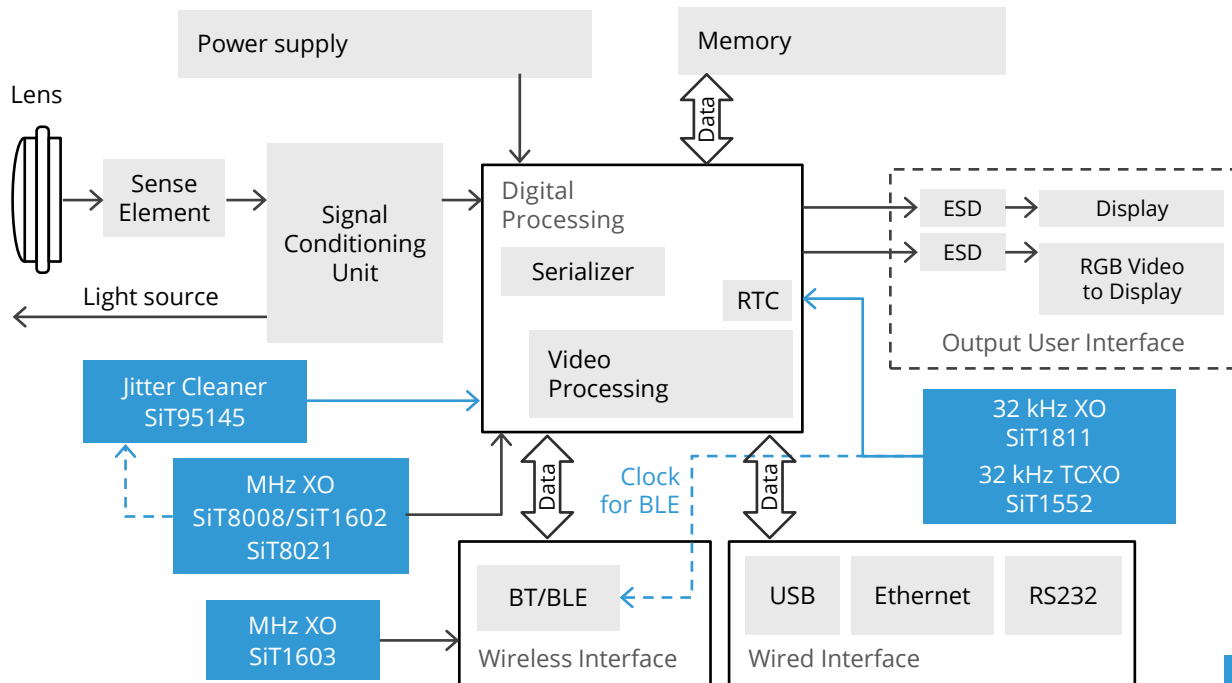 Power supply
Memory
Lens
Data
Sense
Element
Signal
Conditioning
Unit
Digital
Processing
Serializer
RTC
Video
Processing
ESD
Display
ESD
RGB Video
to Display
Output User Interface
Light source
Jitter Cleaner
SiT95145
MHz XO
SiT8008/SiT1602
SiT8021
32 kHz XO
SiT1811
32 kHz TCXO
SiT1552
Data
Clock
for BLE
Data
BT/BLE
Wireless Interface
USB
Ethernet
RS232
Wired Interface
MHz XO
SiT1603